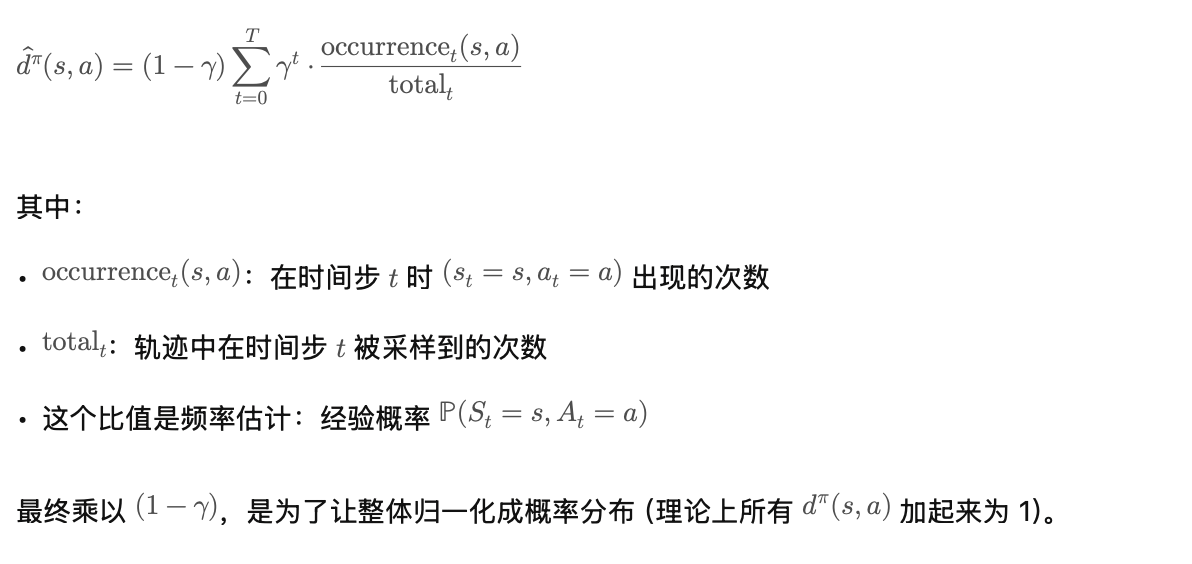 $\hat{d}^{\pi}(s, a) = (1 - \gamma) \sum_{t=0}^{T} \gamma^{t} \cdot \frac{\text{occurrence}_t(s, a)}{\text{total}_t}$
其中：
• $\text{occurrence}_t(s, a)$：在时间步 $t$ 时 $(s_t = s, a_t = a)$ 出现的次数
• $\text{total}_t$：轨迹中在时间步 $t$ 被采样到的次数
• 这个比值是频率估计：经验概率 $\mathbb{P}(S_t = s, A_t = a)$
最终乘以 $(1 - \gamma)$，是为了让整体归一化成概率分布 (理论上所有 $d^{\pi}(s, a)$ 加起来为 1)。